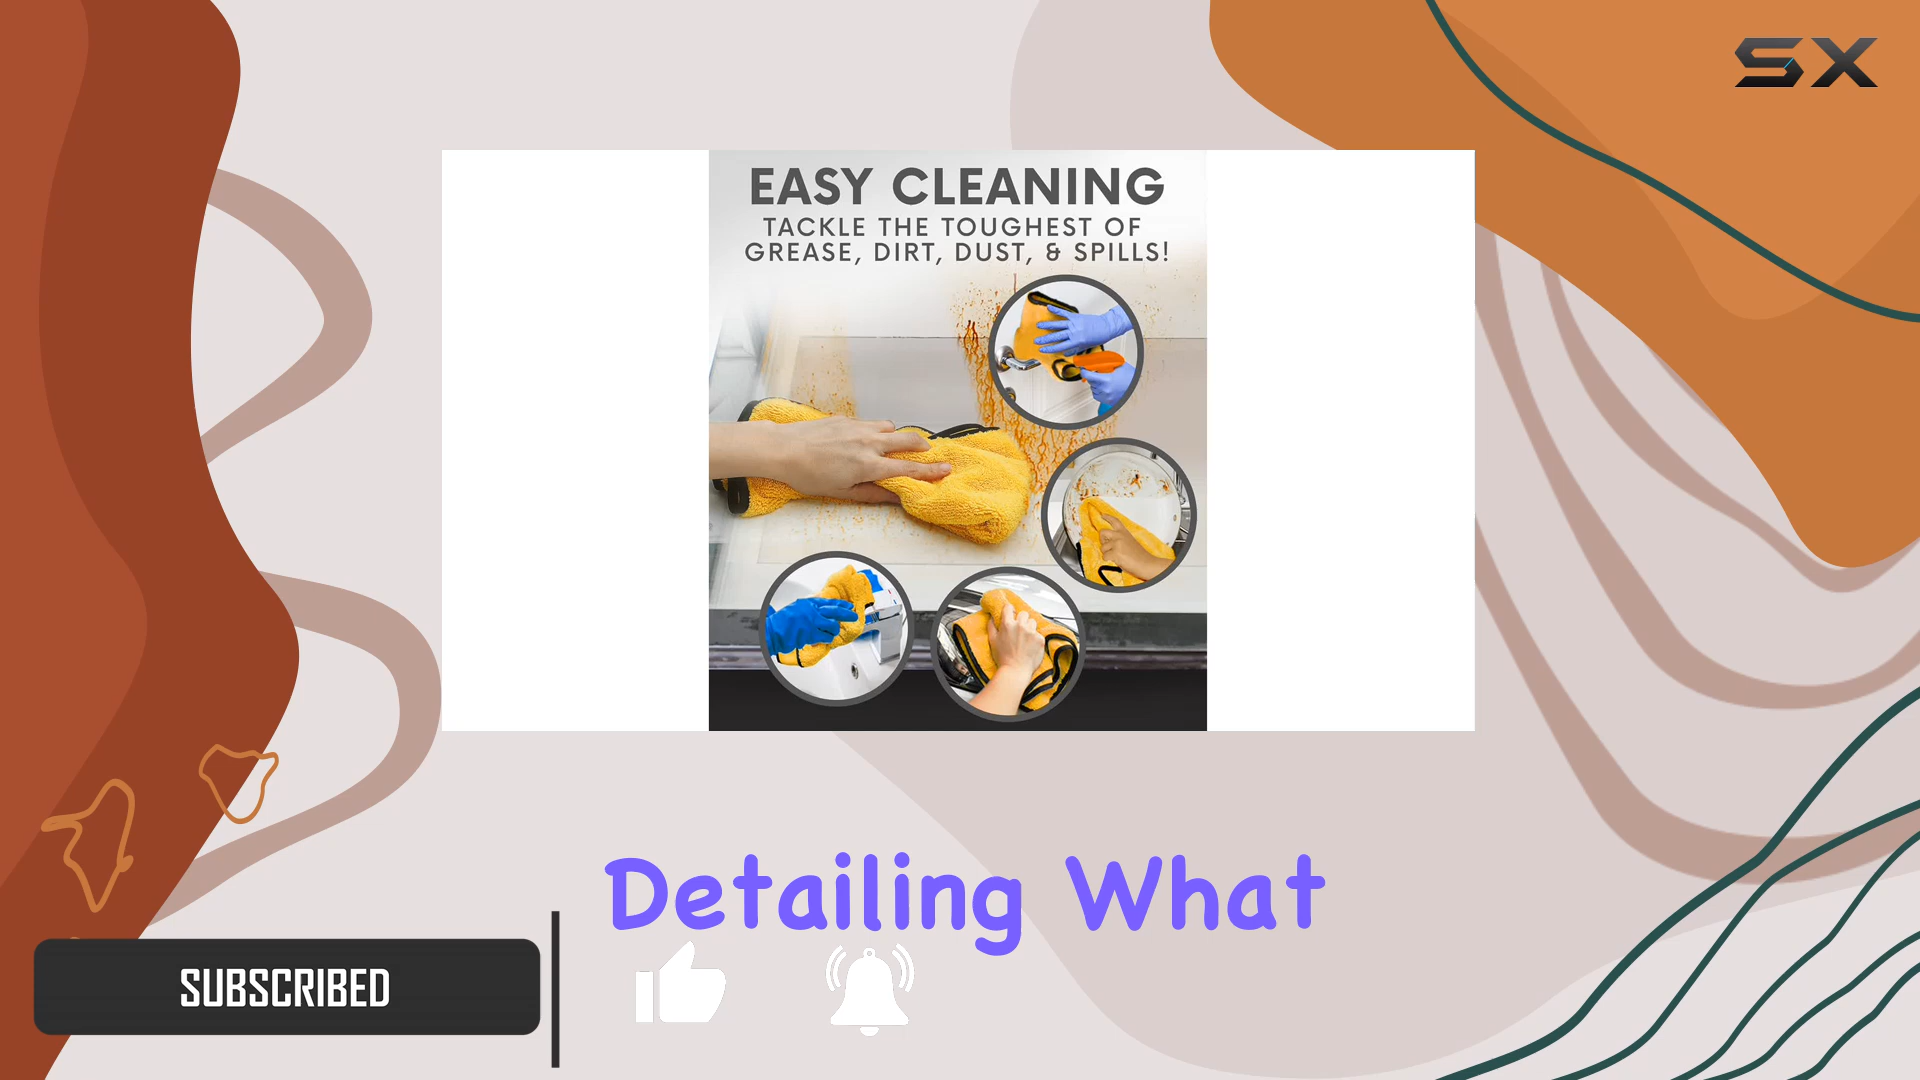 SX
EASY CLEANING
TACKLE THE TOUGHEST OF
GREASE, DIRT, DUST, & SPILLS!
Detailing What
SUBSCRIBED